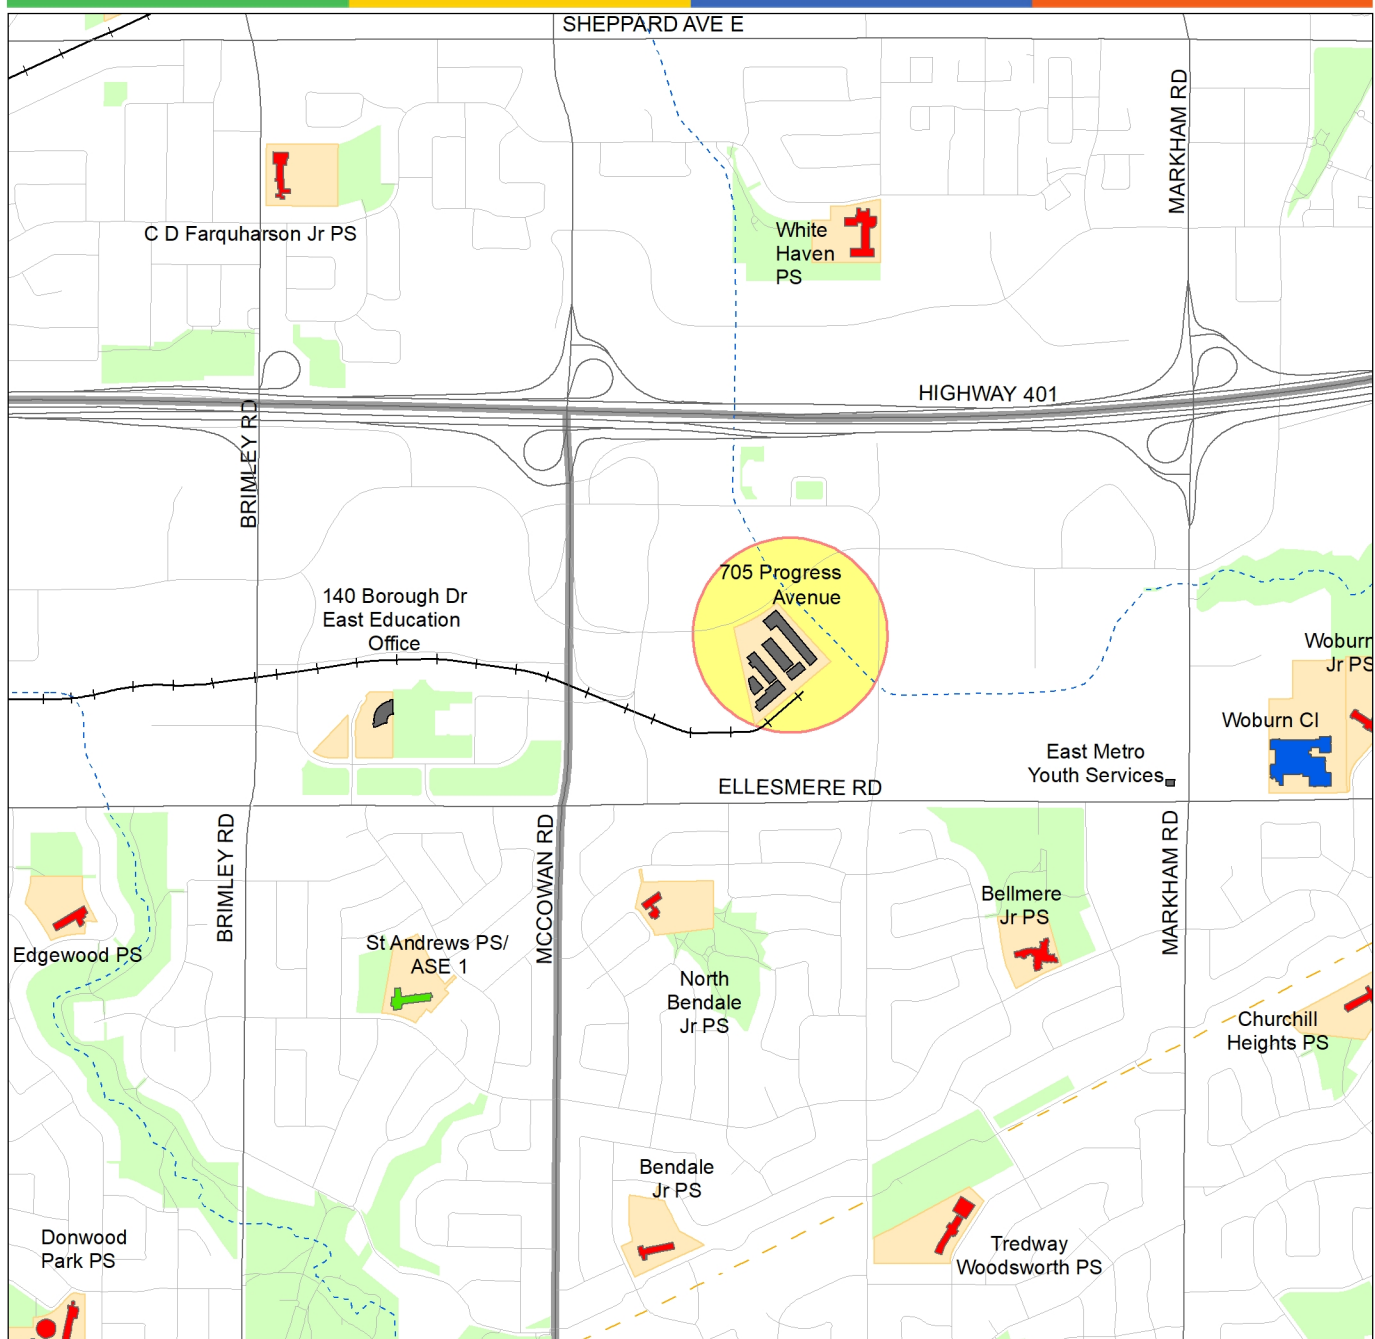 SHEPPARD AVE E
MARKHAM RD
C D Farquharson Jr PS
White
Haven
PS
HIGHWAY 401
BRIMLEY RD
705 Progress
Avenue
140 Borough Dr
East Education
Office
Woburn
Jr PS
Woburn CI
East Metro
Youth Services
ELLESMERE RD
BRIMLEY RD
MCCOWAN RD
MARKHAM RD
Edgewood PS
St Andrews PS/
ASE 1
Bellmere
Jr PS
North
Bendale
Jr PS
Churchill
Heights PS
Bendale
Jr PS
Donwood
Park PS
Tredway
Woodsworth PS